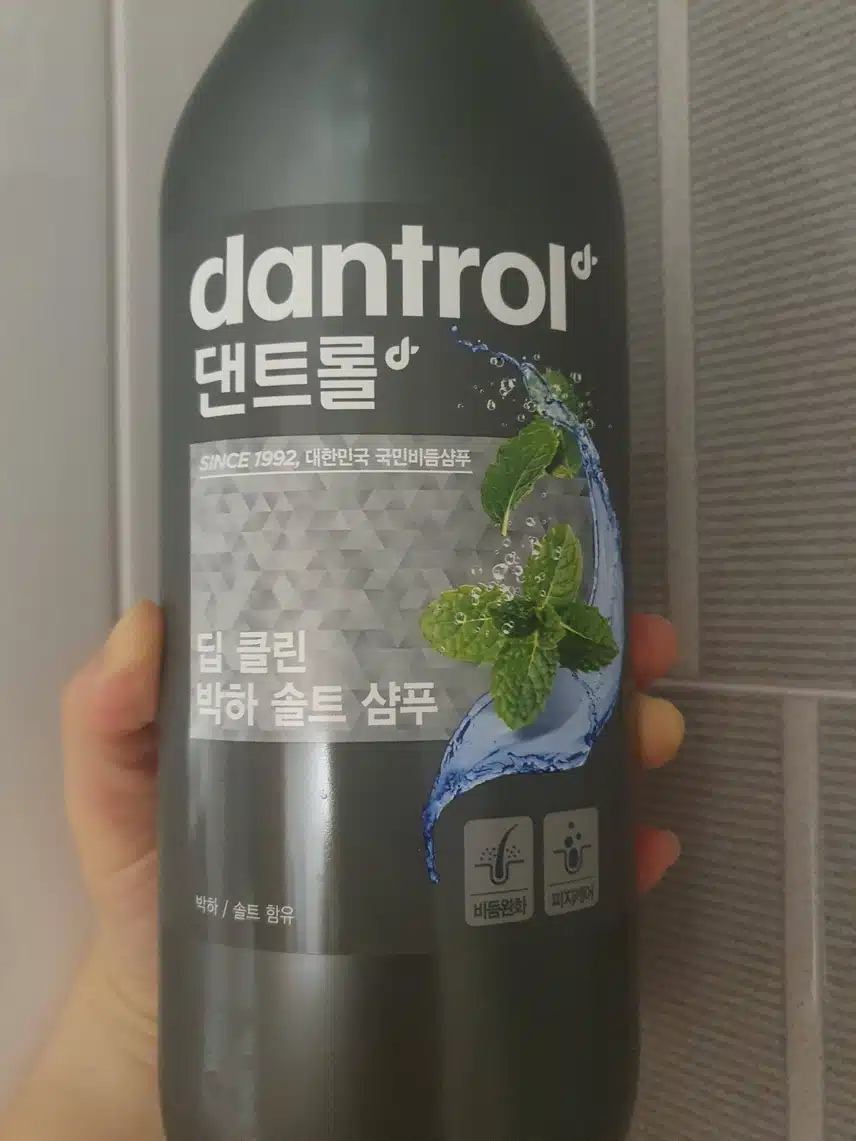 dantrol
댄트롤
SINCE 1992, 대한민국 국민비듬샴푸
딥 클린
박하 솔트 샴푸
박하 / 솔트 함유
비듬완화
피지케어